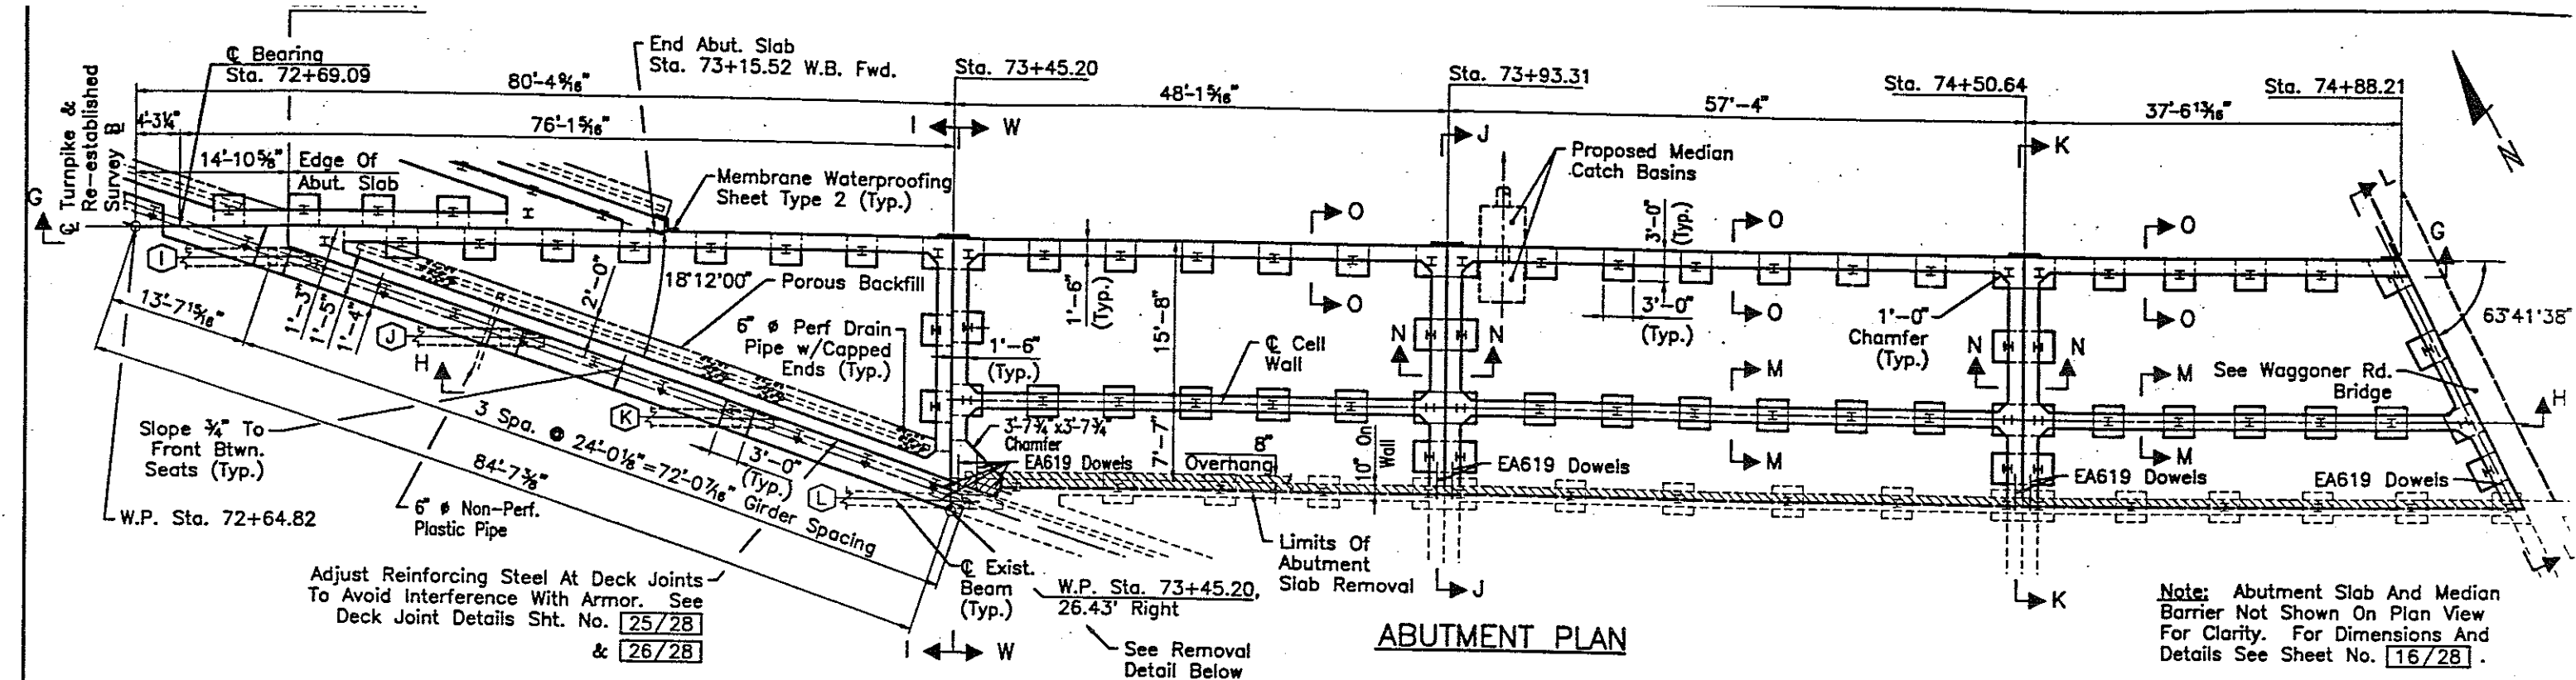 ℄ Bearing
Sta. 72+69.09
End Abut. Slab
Sta. 73+15.52 W.B. Fwd.
Sta. 73+45.20
Sta. 73+93.31
Sta. 74+50.64
Sta. 74+88.21
80'-4 9/16"
48'-1 5/16"
57'-4"
37'-6 13/16"
℄ Turnpike &
Re-established
Survey B
4'-3¼"
76'-1 5/16"
I W
J
K
L
N
14'-10⅝"
Edge Of
Abut. Slab
Membrane Waterproofing
Sheet Type 2 (Typ.)
Proposed Median
Catch Basins
G
O
O
O
G
I
18°12'00"
Porous Backfill
1'-6"
(Typ.)
15'-8"
3'-0"
(Typ.)
3'-0"
(Typ.)
O
O
O
1'-0"
Chamfer
(Typ.)
63°41'38"
13'-7 15/16"
1'-3"
1'-5"
1'-4"
2'-0"
J
H
6" ø Perf Drain
Pipe w/Capped
Ends (Typ.)
1'-6"
(Typ.)
℄ Cell
Wall
N N
N N
M
M
See Waggoner Rd.
Bridge
H
Slope ¾" To
Front Btwn.
Seats (Typ.)
K
3 Spa. @ 24'-0⅛"=72'-0 7/16" Girder Spacing
84'-7⅜"
3'-0"
(Typ.)
L
3'-7¾"x3'-7¾"
Chamfer
EA619 Dowels
7'-7"
8"
Overhang
10" On
Wall
EA619 Dowels
M
M
EA619 Dowels
EA619 Dowels
W.P. Sta. 72+64.82
6" ø Non-Perf.
Plastic Pipe
Adjust Reinforcing Steel At Deck Joints
To Avoid Interference With Armor. See
Deck Joint Details Sht. No. 25/28
& 26/28
℄ Exist.
Beam
(Typ.)
W.P. Sta. 73+45.20,
26.43' Right
Limits Of
Abutment
Slab Removal
J
K
I W
See Removal
Detail Below
ABUTMENT PLAN
Note: Abutment Slab And Median
Barrier Not Shown On Plan View
For Clarity. For Dimensions And
Details See Sheet No. 16/28.